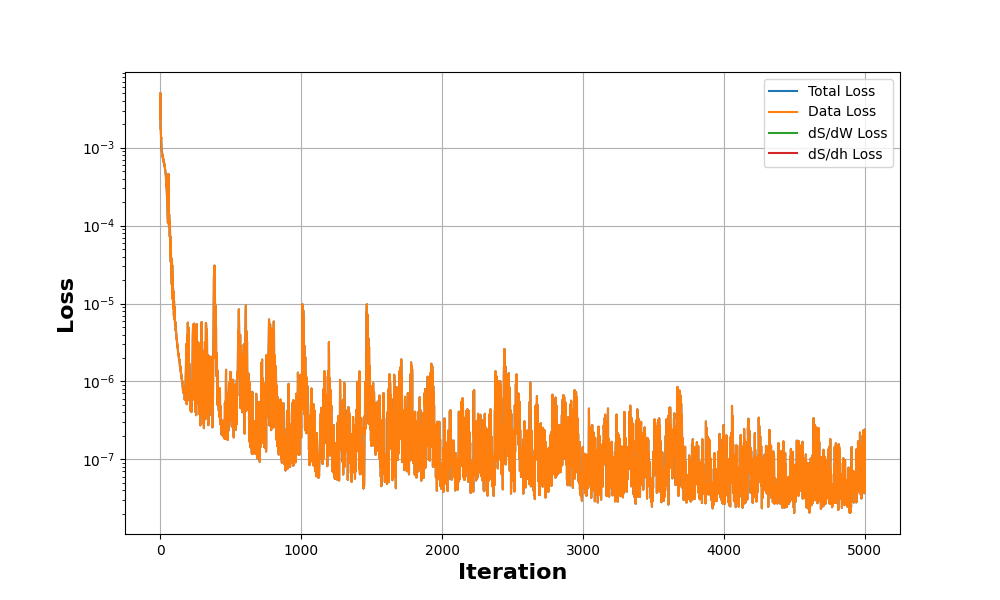 Total Loss
Data Loss
dS/dW Loss
dS/dh Loss
10⁻³
10⁻⁴
10⁻⁵
10⁻⁶
10⁻⁷
Loss
0 1000 2000 3000 4000 5000
Iteration